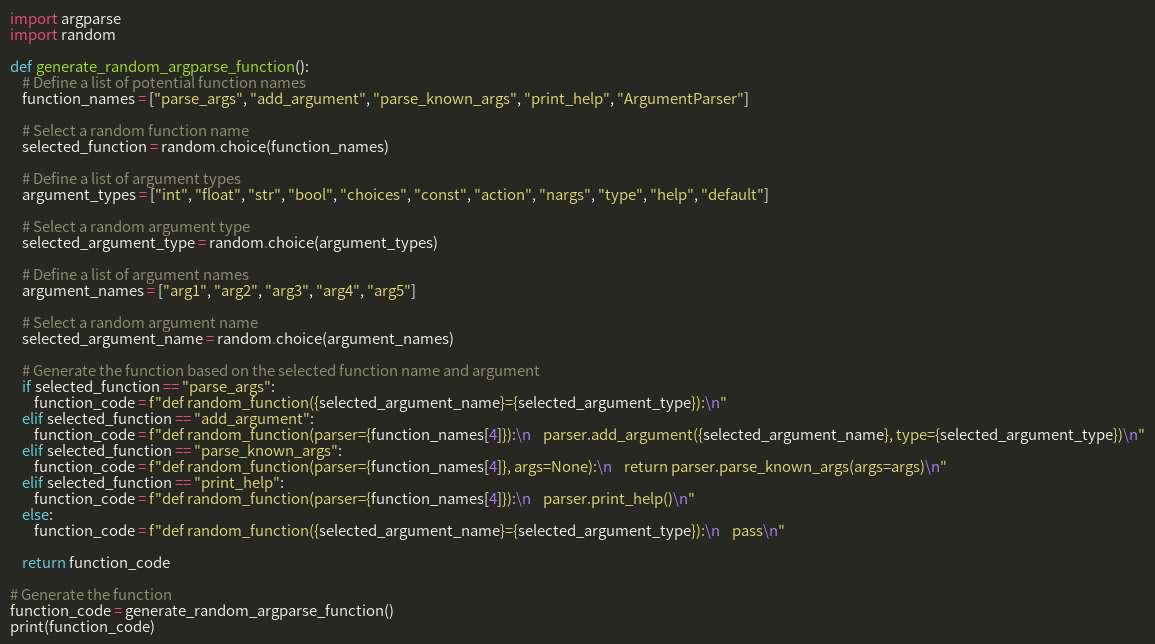 import argparse
import random

def generate_random_argparse_function():
    # Define a list of potential function names
    function_names = ["parse_args", "add_argument", "parse_known_args", "print_help", "ArgumentParser"]

    # Select a random function name
    selected_function = random.choice(function_names)

    # Define a list of argument types
    argument_types = ["int", "float", "str", "bool", "choices", "const", "action", "nargs", "type", "help", "default"]

    # Select a random argument type
    selected_argument_type = random.choice(argument_types)

    # Define a list of argument names
    argument_names = ["arg1", "arg2", "arg3", "arg4", "arg5"]

    # Select a random argument name
    selected_argument_name = random.choice(argument_names)

    # Generate the function based on the selected function name and argument
    if selected_function == "parse_args":
        function_code = f"def random_function({selected_argument_name}={selected_argument_type}):\n"
    elif selected_function == "add_argument":
        function_code = f"def random_function(parser={function_names[4]}):\n    parser.add_argument({selected_argument_name}, type={selected_argument_type})\n"
    elif selected_function == "parse_known_args":
        function_code = f"def random_function(parser={function_names[4]}, args=None):\n    return parser.parse_known_args(args=args)\n"
    elif selected_function == "print_help":
        function_code = f"def random_function(parser={function_names[4]}):\n    parser.print_help()\n"
    else:
        function_code = f"def random_function({selected_argument_name}={selected_argument_type}):\n    pass\n"

    return function_code

# Generate the function
function_code = generate_random_argparse_function()
print(function_code)